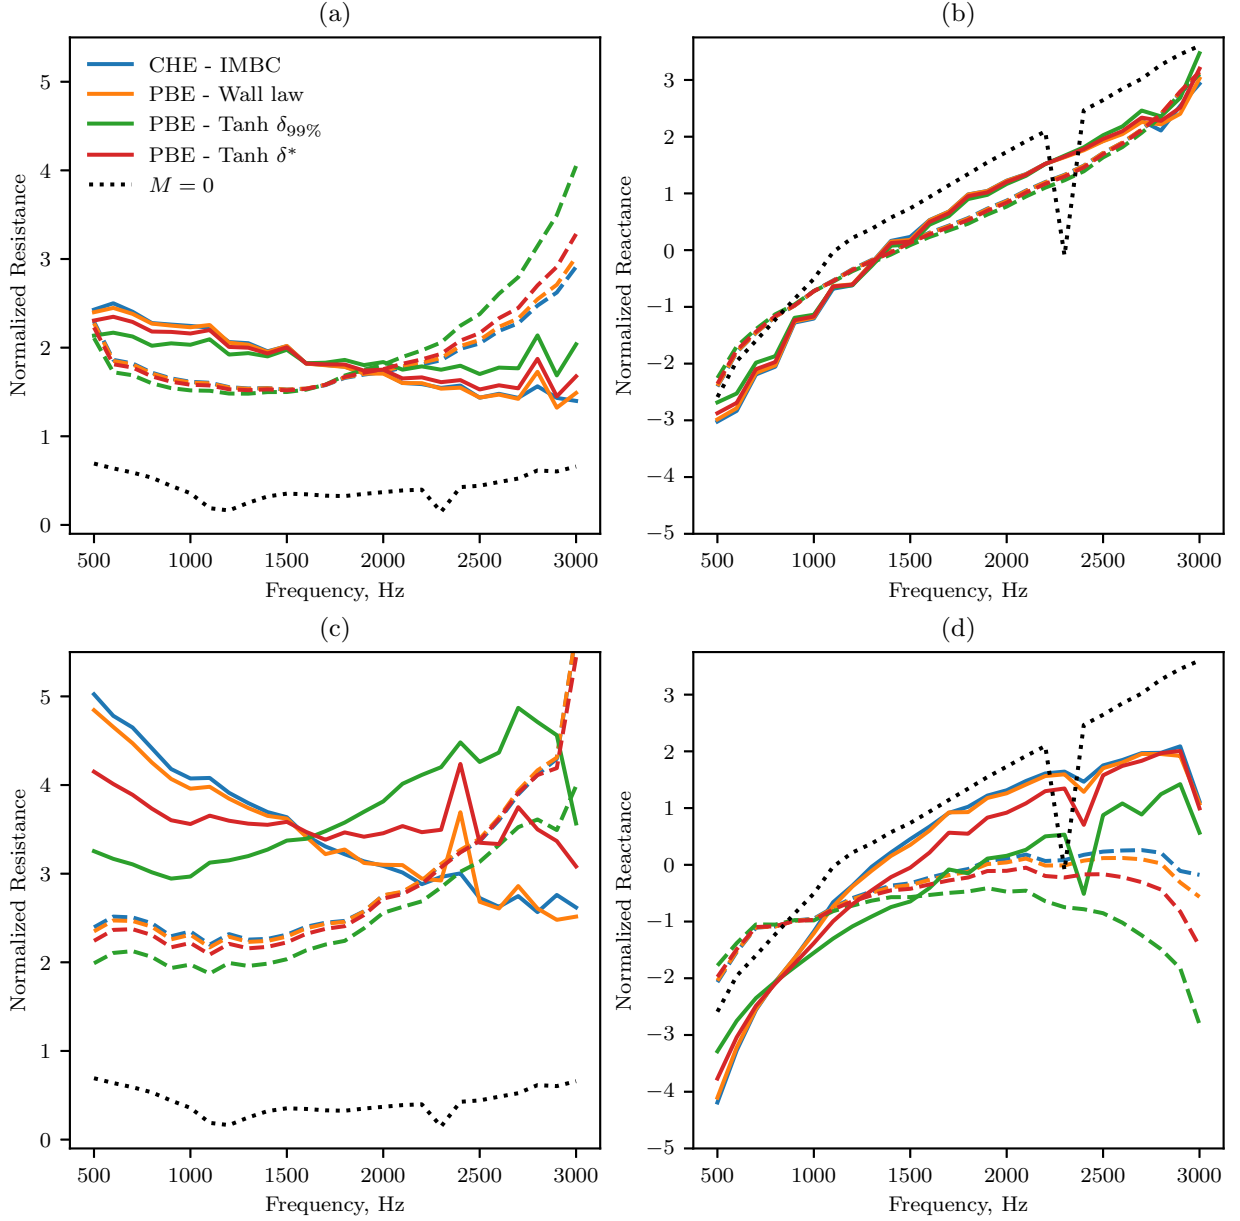 (a)
Normalized Resistance
5
4
3
2
1
0
CHE - IMBC
PBE - Wall law
PBE - Tanh δ99%
PBE - Tanh δ*
M = 0
500 1000 1500 2000 2500 3000
Frequency, Hz
(b)
Normalized Reactance
3
2
1
0
−1
−2
−3
−4
−5
500 1000 1500 2000 2500 3000
Frequency, Hz
(c)
Normalized Resistance
5
4
3
2
1
0
500 1000 1500 2000 2500 3000
Frequency, Hz
(d)
Normalized Reactance
3
2
1
0
−1
−2
−3
−4
−5
500 1000 1500 2000 2500 3000
Frequency, Hz